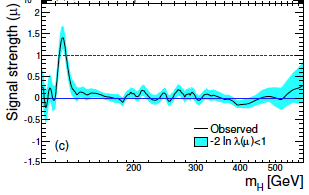 Signal strength (μ)
2
1.5
1
0.5
0
-0.5
-1
-1.5
(c)
Observed
-2 ln λ(μ)<1
200 300 400 500
m_H [GeV]